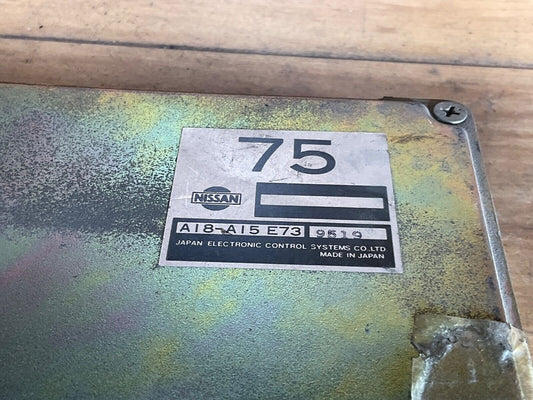 75
NISSAN
A18-A15 E73 9519
JAPAN ELECTRONIC CONTROL SYSTEMS CO.,LTD.
MADE IN JAPAN